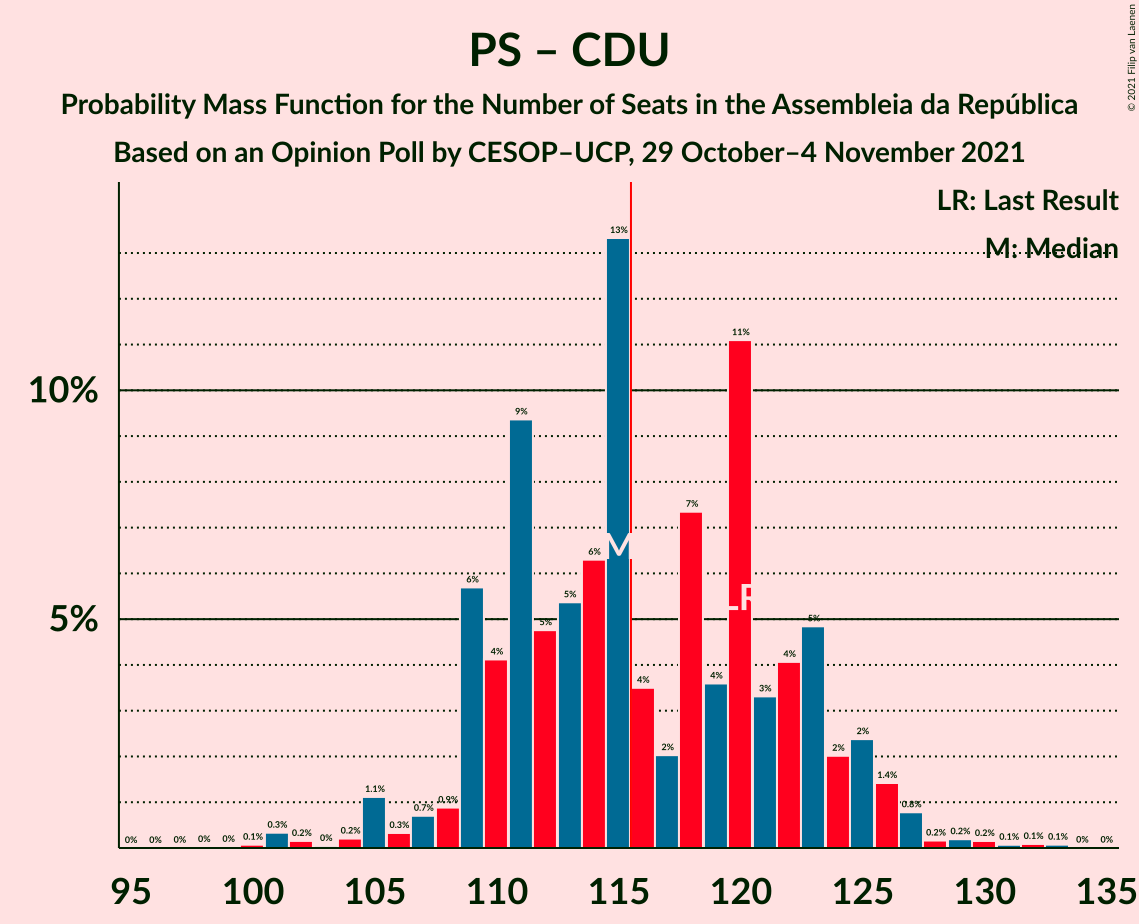 PS – CDU
Probability Mass Function for the Number of Seats in the Assembleia da República
Based on an Opinion Poll by CESOP–UCP, 29 October–4 November 2021
© 2021 Filip van Laenen
LR: Last Result
M: Median
10%
5%
0% 0% 0% 0% 0% 0.1% 0.3% 0.2% 0% 0.2% 1.1% 0.3% 0.7% 0.9% 6% 4% 9% 5% 5% 6% 13% 4% 2% 7% 4% 11% 3% 4% 5% 2% 2% 1.4% 0.8% 0.2% 0.2% 0.2% 0.1% 0.1% 0.1% 0% 0%
M
LR
95 100 105 110 115 120 125 130 135